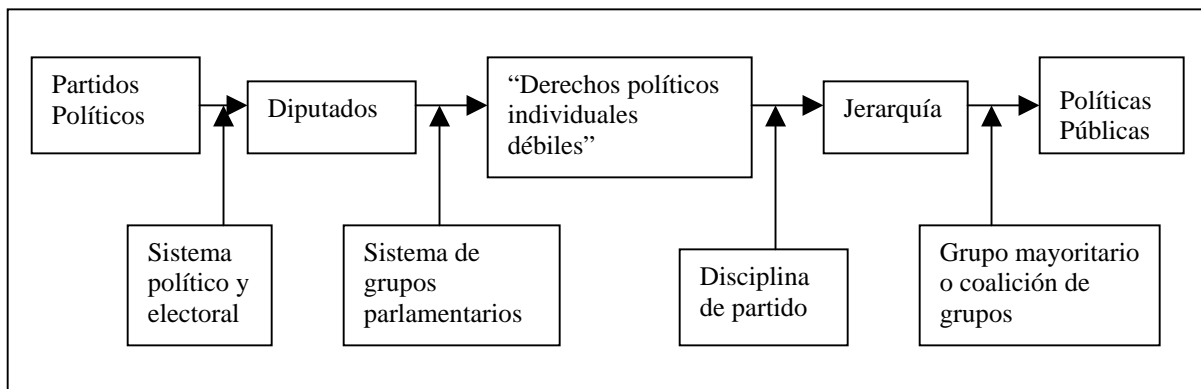 Partidos
Políticos
Diputados
“Derechos políticos
individuales
débiles”
Jerarquía
Políticas
Públicas
Sistema
político y
electoral
Sistema de
grupos
parlamentarios
Disciplina
de partido
Grupo mayoritario
o coalición de
grupos